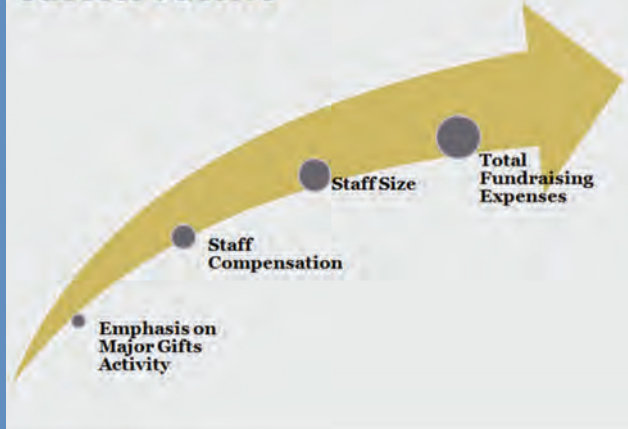 Total
Fundraising
Expenses
Staff Size
Staff
Compensation
Emphasis on
Major Gifts
Activity